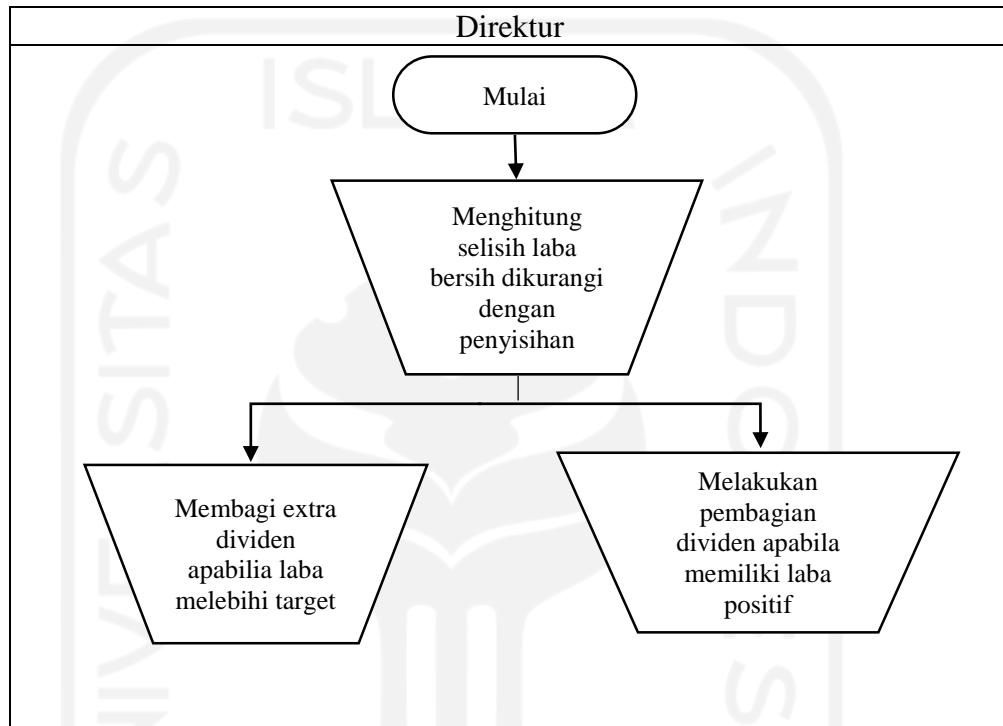 Direktur
Mulai
Menghitung
selisih laba
bersih dikurangi
dengan
penyisihan
Membagi extra
dividen
apabilia laba
melebihi target
Melakukan
pembagian
dividen apabila
memiliki laba
positif